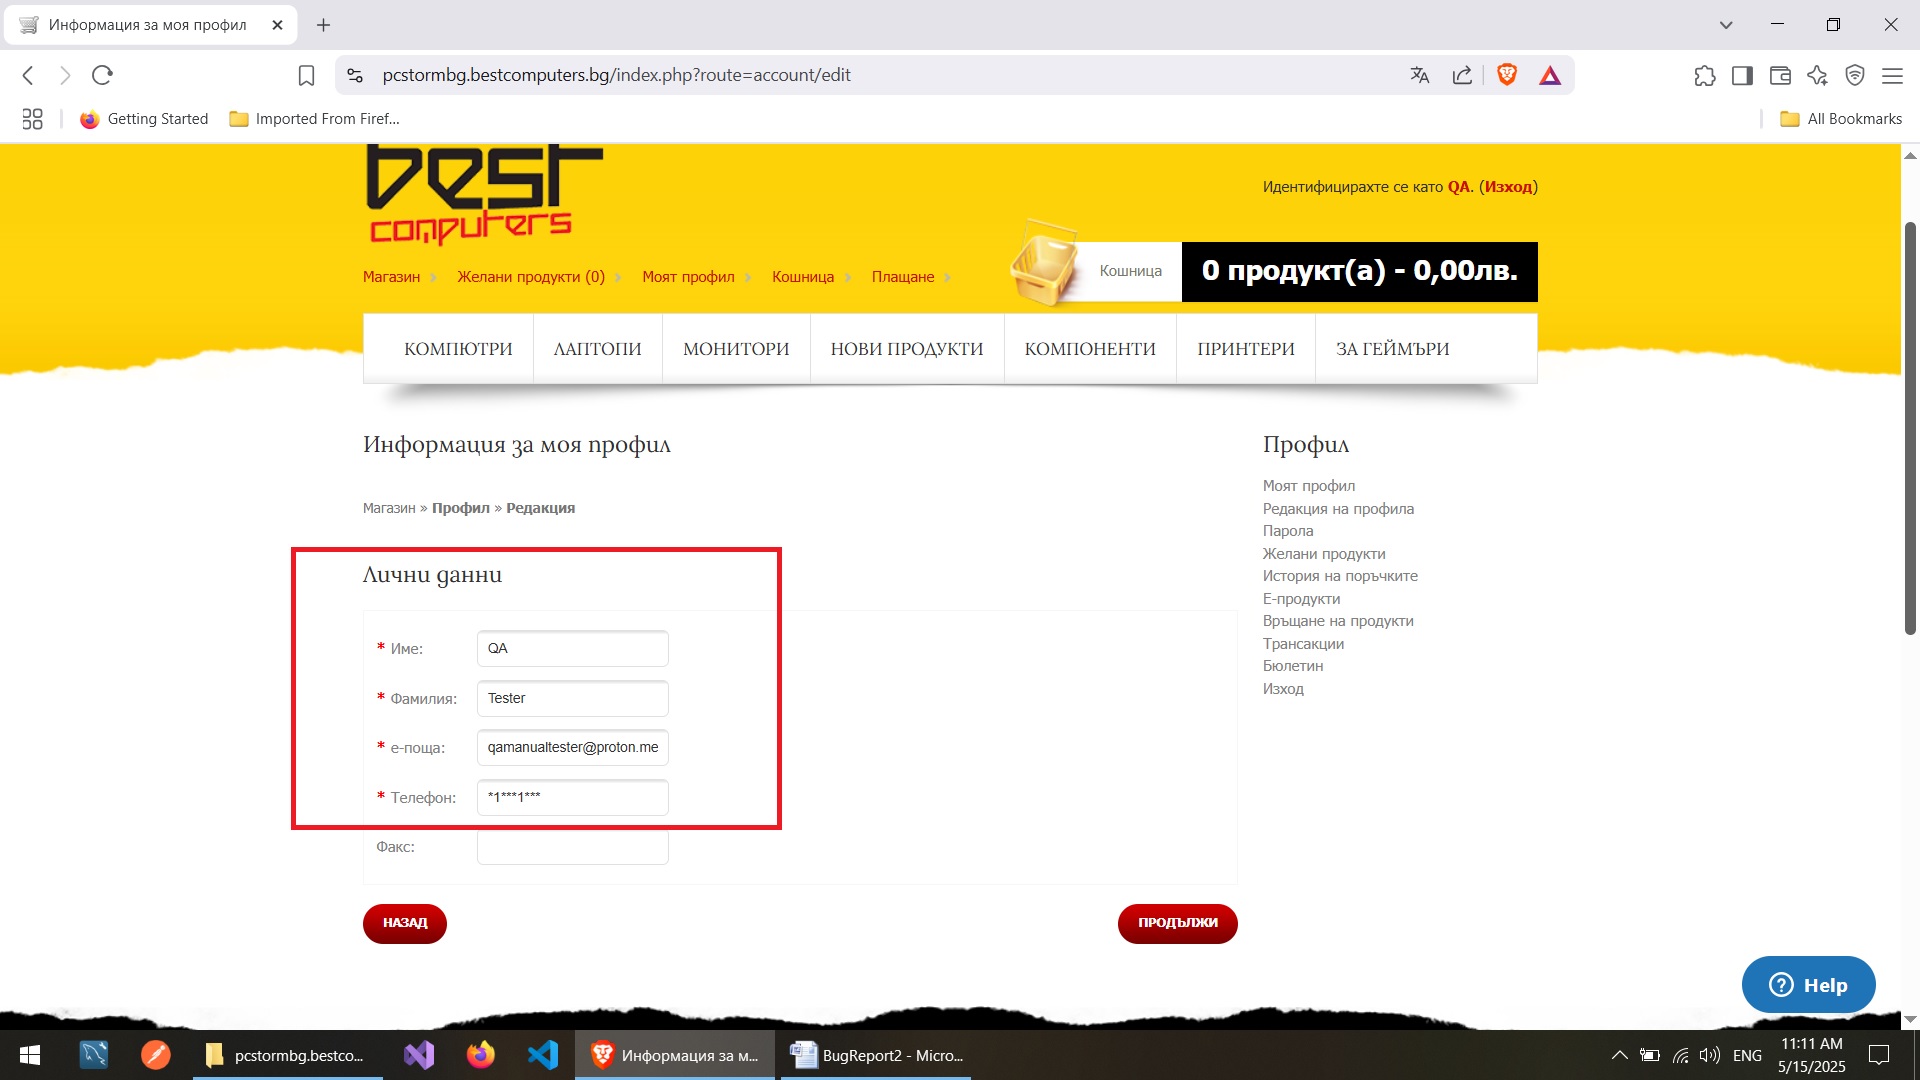 Информация за моя профил
pcstormbg.bestcomputers.bg/index.php?route=account/edit
Getting Started
Imported From Firef...
All Bookmarks
best
computers
Идентифицирахте се като QA. (Изход)
Магазин
Желани продукти (0)
Моят профил
Кошница
Плащане
Кошница
0 продукт(а) - 0,00лв.
КОМПЮТРИ
ЛАПТОПИ
МОНИТОРИ
НОВИ ПРОДУКТИ
КОМПОНЕНТИ
ПРИНТЕРИ
ЗА ГЕЙМЪРИ
Информация за моя профил
Магазин » Профил » Редакция
Лични данни
* Име: QA
* Фамилия: Tester
* е-поща: qamanualtester@proton.me
* Телефон: *1***1***
Факс:
НАЗАД
ПРОДЪЛЖИ
Профил
Моят профил
Редакция на профила
Парола
Желани продукти
История на поръчките
Е-продукти
Връщане на продукти
Трансакции
Бюлетин
Изход
Help
pcstormbg.bestco...
Информация за м...
BugReport2 - Micro...
ENG
11:11 AM
5/15/2025